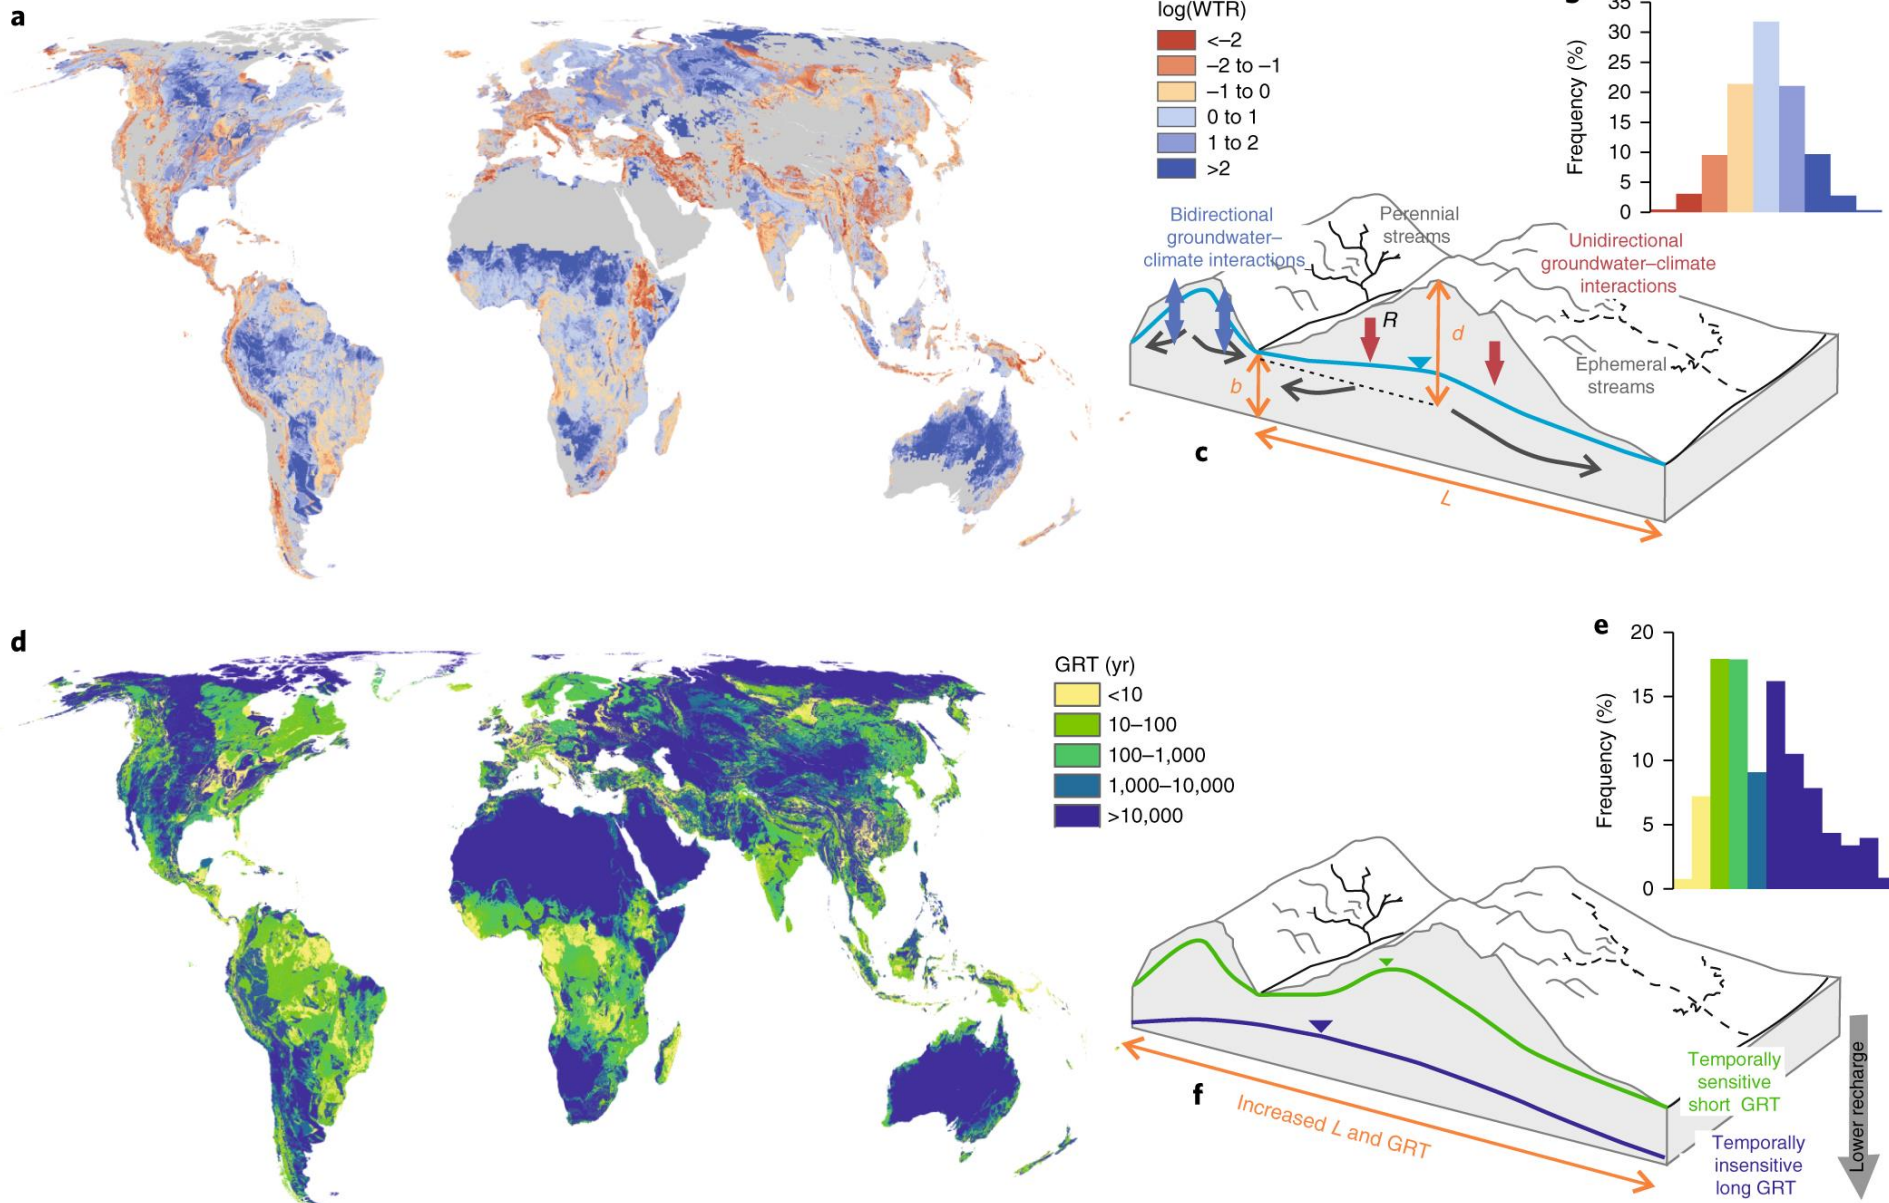 a
log(WTR)
<–2
–2 to –1
–1 to 0
0 to 1
1 to 2
>2
35
30
25
20
15
10
5
0
Frequency (%)
Bidirectional
groundwater–
climate interactions
Perennial
streams
Unidirectional
groundwater–climate
interactions
R
d
b
Ephemeral
streams
c
L
d
GRT (yr)
<10
10–100
100–1,000
1,000–10,000
>10,000
e
20
15
10
5
0
Frequency (%)
f
Increased L and GRT
Temporally
sensitive
short GRT
Temporally
insensitive
long GRT
Lower recharge